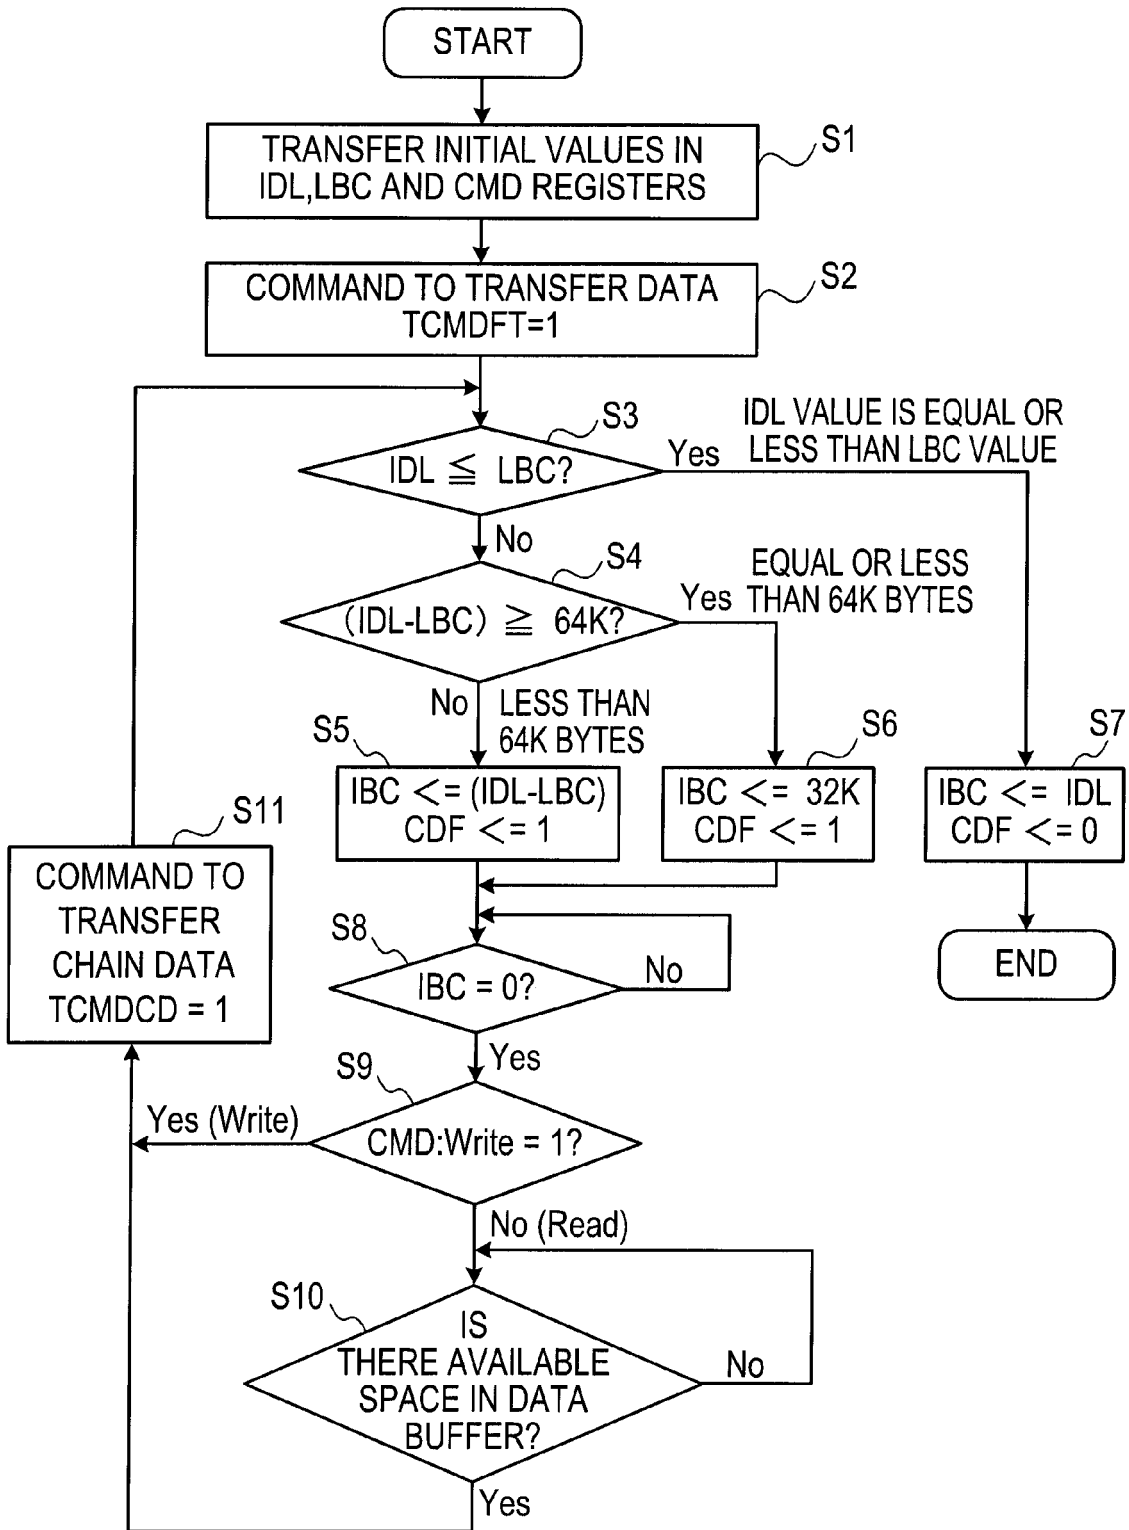 START
TRANSFER INITIAL VALUES IN
IDL,LBC AND CMD REGISTERS
S1
COMMAND TO TRANSFER DATA
TCMDFT=1
S2
S3
IDL ≦ LBC?
Yes
IDL VALUE IS EQUAL OR
LESS THAN LBC VALUE
No
S4
(IDL-LBC) ≧ 64K?
Yes
EQUAL OR LESS
THAN 64K BYTES
No
LESS THAN
64K BYTES
S5
IBC <= (IDL-LBC)
CDF <= 1
S6
IBC <= 32K
CDF <= 1
S7
IBC <= IDL
CDF <= 0
END
S11
COMMAND TO
TRANSFER
CHAIN DATA
TCMDCD = 1
S8
IBC = 0?
No
Yes
S9
CMD:Write = 1?
Yes (Write)
No (Read)
S10
IS
THERE AVAILABLE
SPACE IN DATA
BUFFER?
No
Yes